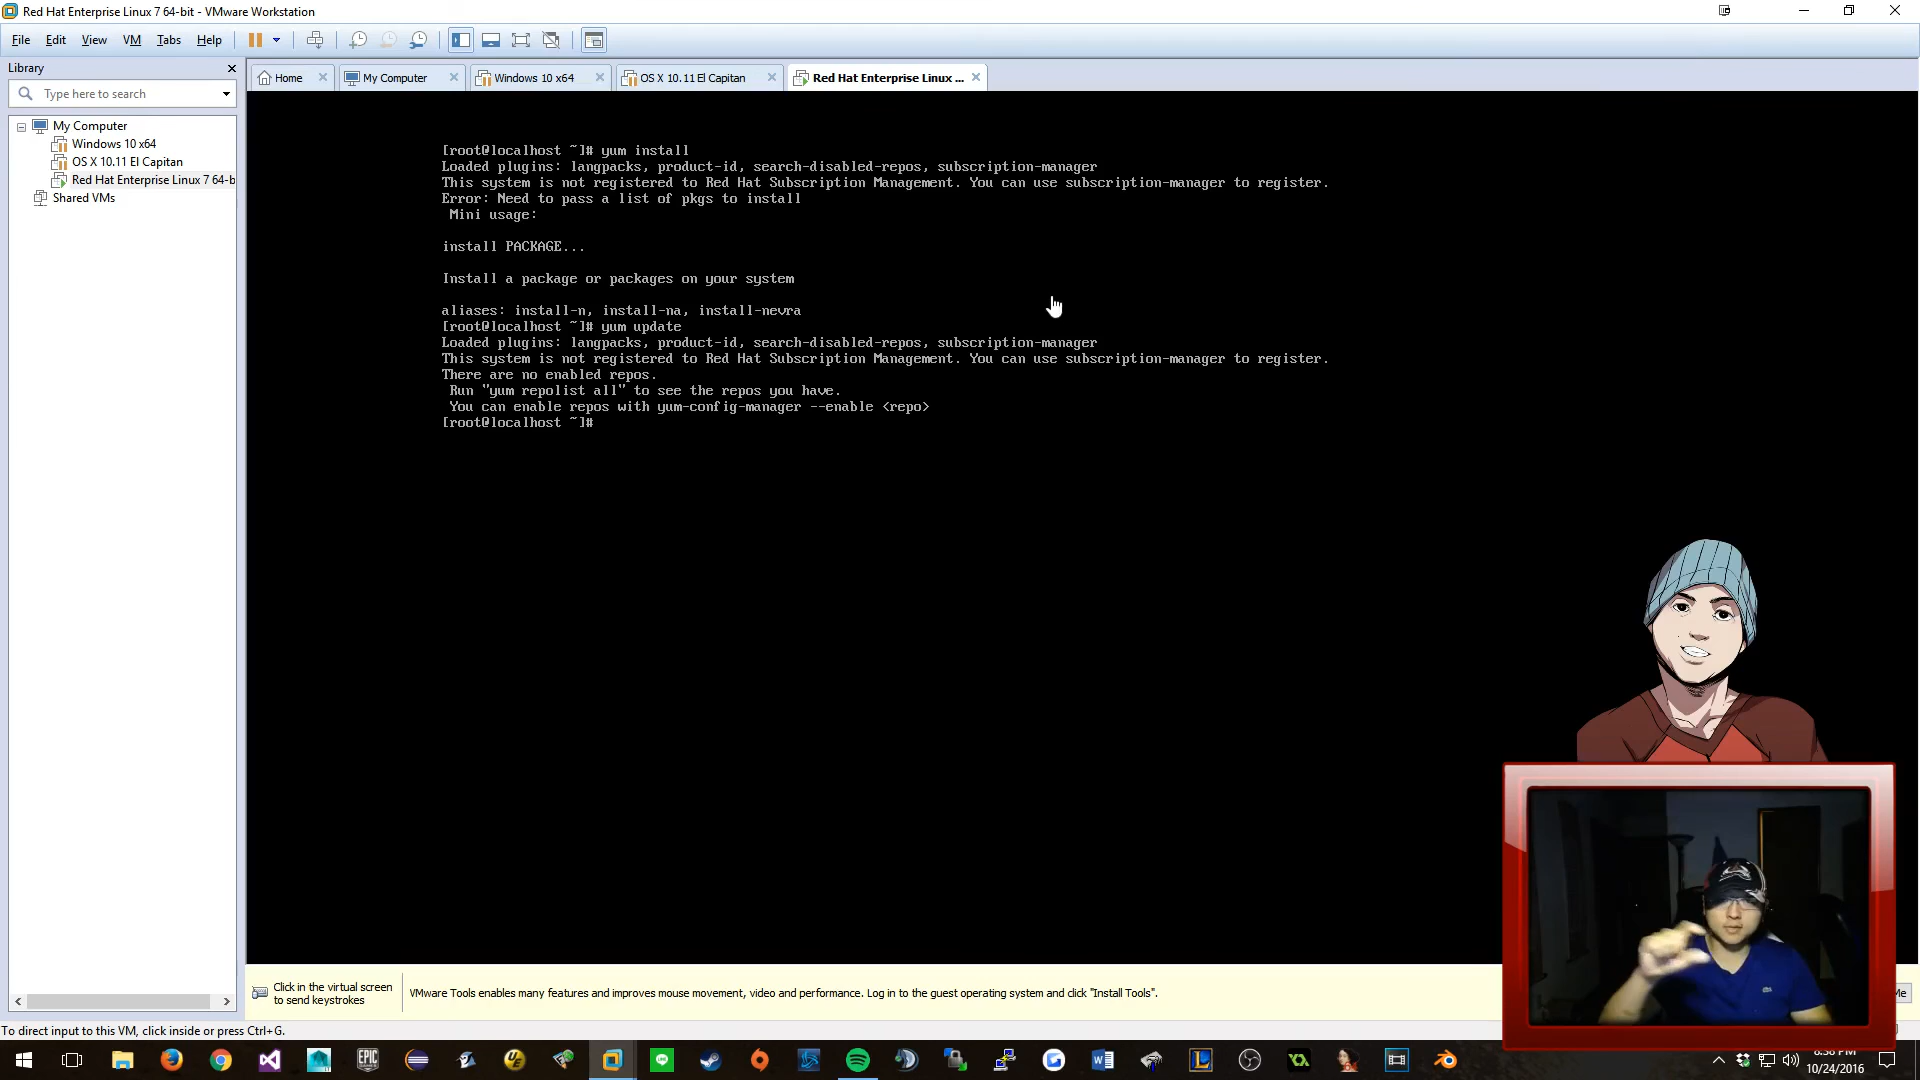 Red Hat Enterprise Linux 7 64-bit - VMware Workstation
File Edit View VM Tabs Help
Library
Type here to search
My Computer
Windows 10 x64
OS X 10.11 El Capitan
Red Hat Enterprise Linux 7 64-b
Shared VMs
Home
My Computer
Windows 10 x64
OS X 10.11 El Capitan
Red Hat Enterprise Linux ...
[root@localhost ~]# yum install
Loaded plugins: langpacks, product-id, search-disabled-repos, subscription-manager
This system is not registered to Red Hat Subscription Management. You can use subscription-manager to register.
Error: Need to pass a list of pkgs to install
Mini usage:
install PACKAGE...
Install a package or packages on your system
aliases: install-n, install-na, install-nevra
[root@localhost ~]# yum update
Loaded plugins: langpacks, product-id, search-disabled-repos, subscription-manager
This system is not registered to Red Hat Subscription Management. You can use subscription-manager to register.
There are no enabled repos.
Run "yum repolist all" to see the repos you have.
You can enable repos with yum-config-manager --enable <repo>
[root@localhost ~]#
Click in the virtual screen
to send keystrokes
VMware Tools enables many features and improves mouse movement, video and performance. Log in to the guest operating system and click "Install Tools".
Me
To direct input to this VM, click inside or press Ctrl+G.
EPIC
8:38 PM
10/24/2016